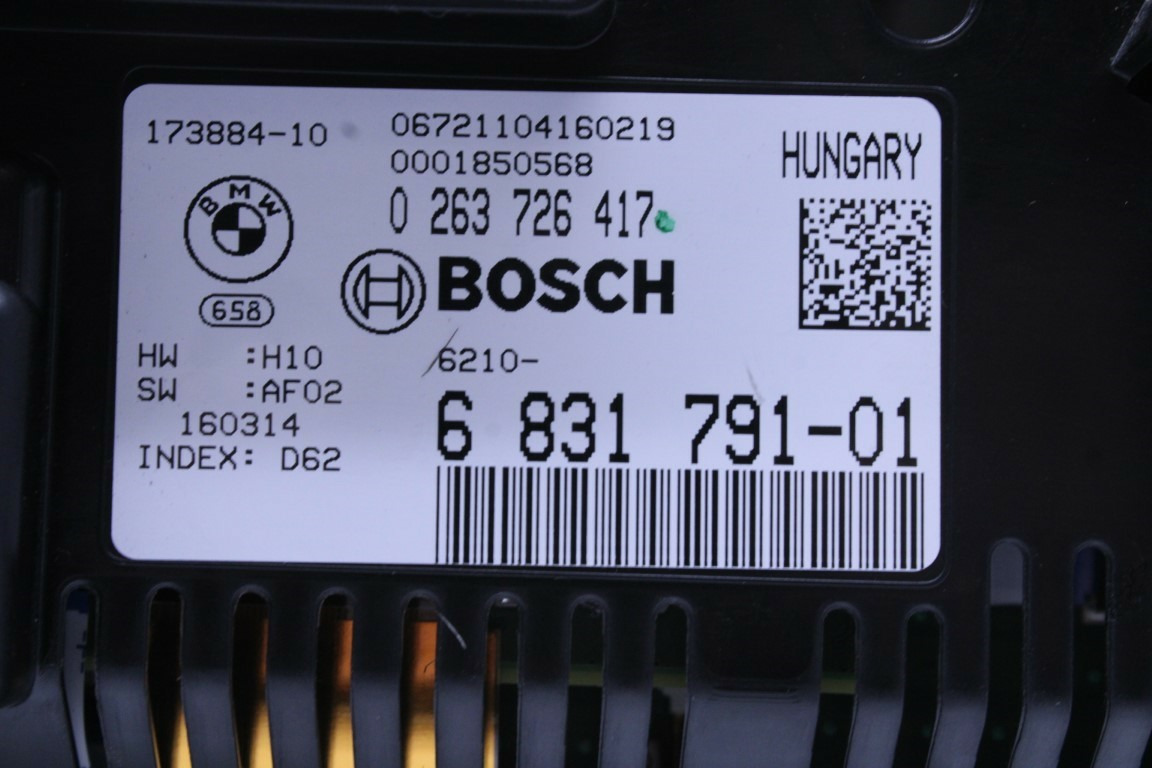 173884-10
06721104160219
0001850568
0 263 726 417
HUNGARY
BMW
658
BOSCH
HW :H10
SW :AF02
160314
INDEX: D62
6210-
6 831 791-01